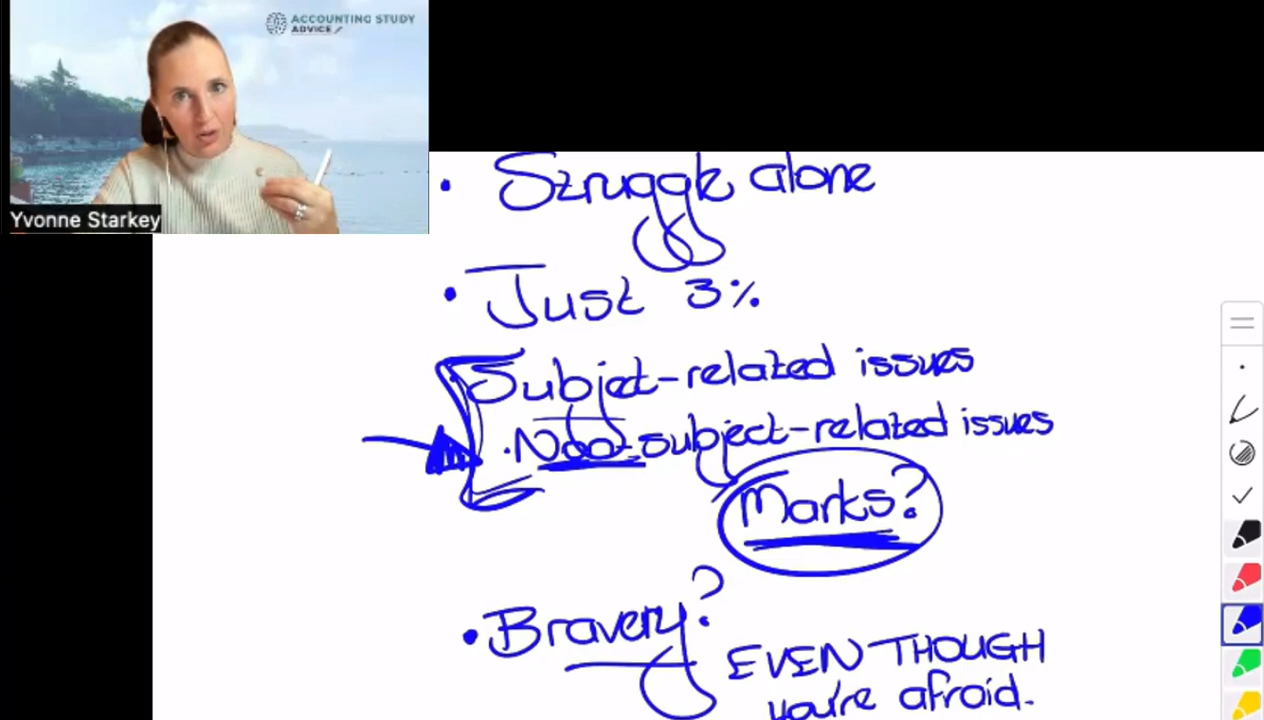 ACCOUNTING STUDY
ADVICE
Yvonne Starkey
• Struggle alone
• Just 3%
Subjet-related issues
• Non-subject-related issues
Marks?
• Bravery?
EVEN THOUGH
you're afraid.